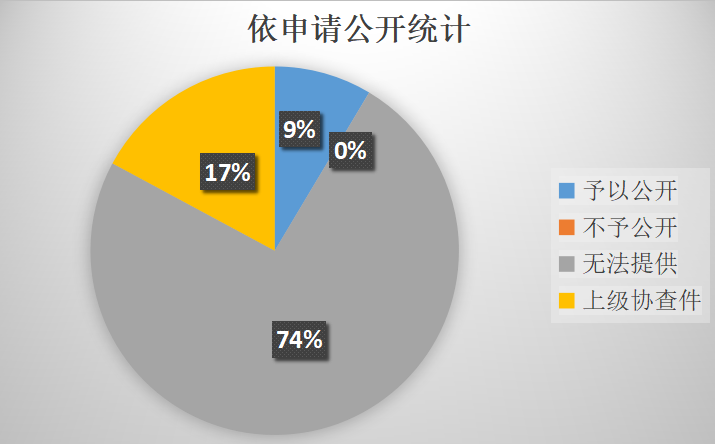 依申请公开统计
9%
0%
17%
74%
予以公开
不予公开
无法提供
上级协查件